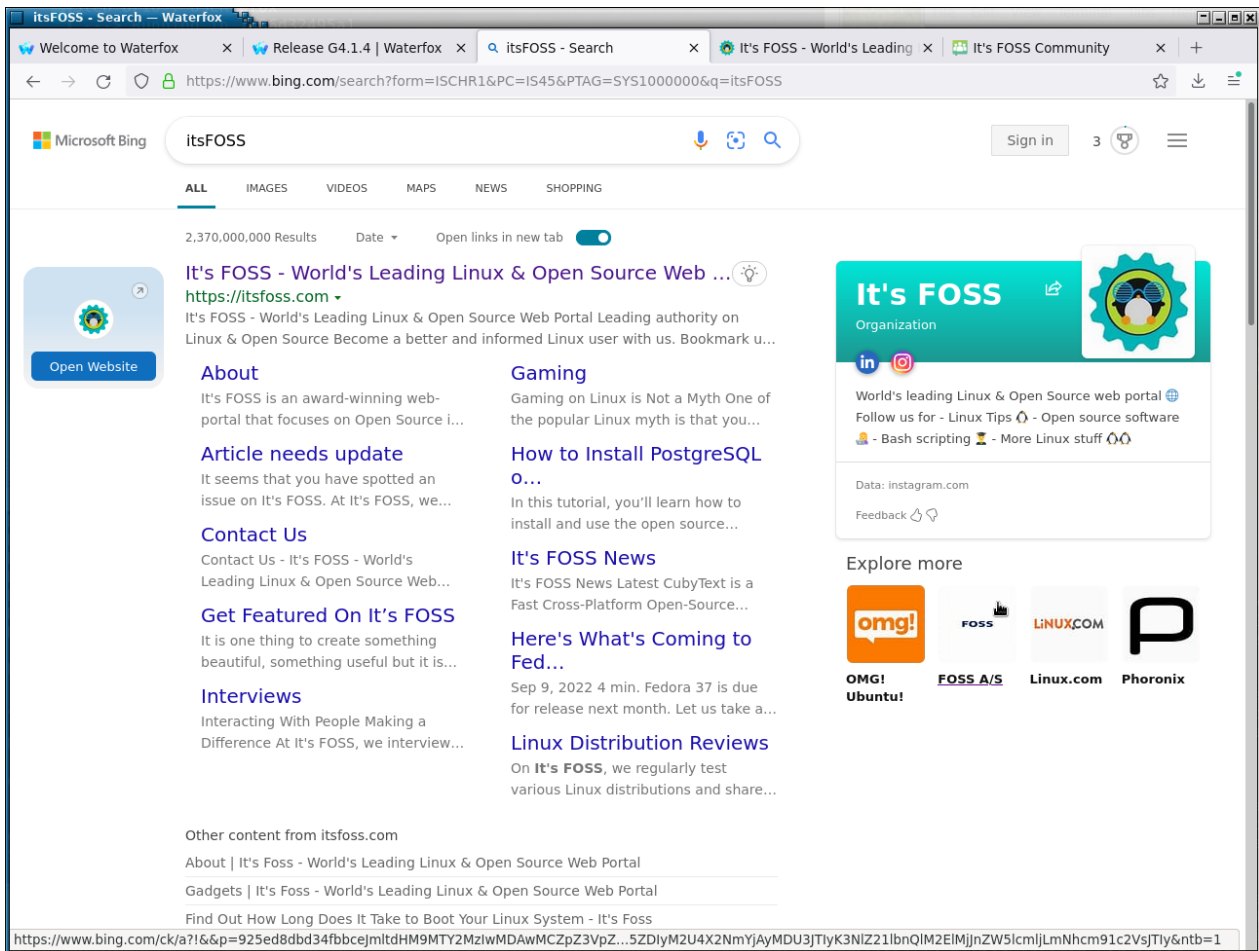 itsFOSS - Search — Waterfox
Welcome to Waterfox
Release G4.1.4 | Waterfox
itsFOSS - Search
It's FOSS - World's Leading
It's FOSS Community
https://www.bing.com/search?form=ISCHR1&PC=IS45&PTAG=SYS1000000&q=itsFOSS
Microsoft Bing
itsFOSS
Sign in
3
ALL
IMAGES
VIDEOS
MAPS
NEWS
SHOPPING
2,370,000,000 Results
Date
Open links in new tab
Open Website
It's FOSS - World's Leading Linux & Open Source Web ...
https://itsfoss.com
It's FOSS - World's Leading Linux & Open Source Web Portal Leading authority on
Linux & Open Source Become a better and informed Linux user with us. Bookmark u...
About
It's FOSS is an award-winning web-
portal that focuses on Open Source i...
Article needs update
It seems that you have spotted an
issue on It's FOSS. At It's FOSS, we...
Contact Us
Contact Us - It's FOSS - World's
Leading Linux & Open Source Web...
Get Featured On It’s FOSS
It is one thing to create something
beautiful, something useful but it is...
Interviews
Interacting With People Making a
Difference At It's FOSS, we interview...
Gaming
Gaming on Linux is Not a Myth One of
the popular Linux myth is that you...
How to Install PostgreSQL
o...
In this tutorial, you’ll learn how to
install and use the open source...
It's FOSS News
It's FOSS News Latest CubyText is a
Fast Cross-Platform Open-Source...
Here's What's Coming to
Fed...
Sep 9, 2022 4 min. Fedora 37 is due
for release next month. Let us take a...
Linux Distribution Reviews
On It's FOSS, we regularly test
various Linux distributions and share...
Other content from itsfoss.com
About | It's Foss - World's Leading Linux & Open Source Web Portal
Gadgets | It's Foss - World's Leading Linux & Open Source Web Portal
Find Out How Long Does It Take to Boot Your Linux System - It's Foss
It's FOSS
Organization
in
World's leading Linux & Open Source web portal
Follow us for - Linux Tips - Open source software
- Bash scripting - More Linux stuff
Data: instagram.com
Feedback
Explore more
omg!
FOSS
LiNUX.COM
OMG!
Ubuntu!
FOSS A/S
Linux.com
Phoronix
https://www.bing.com/ck/a?!&&p=925ed8dbd34fbbceJmltdHM9MTY2MzIwMDAwMCZpZ3VpZ...5ZDIyM2U4X2NmYjAyMDU3JTIyK3NlZ21lbnQlM2ElMjJnZW5lcmljLmNhcm91c2VsJTIy&ntb=1